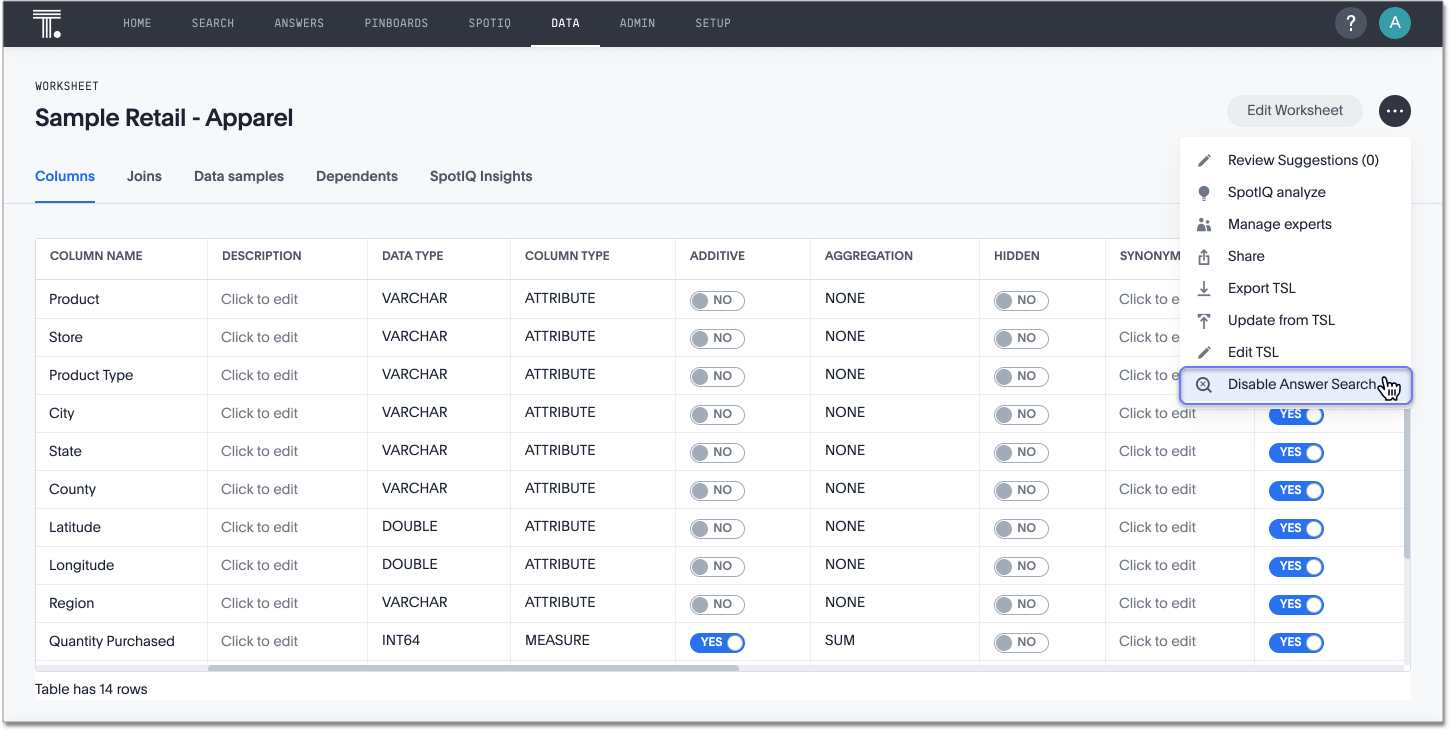 T.
HOME SEARCH ANSWERS PINBOARDS SPOTIQ DATA ADMIN SETUP ? A
WORKSHEET
Sample Retail - Apparel
Edit Worksheet
Columns Joins Data samples Dependents SpotIQ Insights
Review Suggestions (0)
SpotIQ analyze
Manage experts
Share
Export TSL
Update from TSL
Edit TSL
Disable Answer Search
COLUMN NAME DESCRIPTION DATA TYPE COLUMN TYPE ADDITIVE AGGREGATION HIDDEN SYNONYM
Product Click to edit VARCHAR ATTRIBUTE NO NONE NO Click to e
Store Click to edit VARCHAR ATTRIBUTE NO NONE NO Click to e
Product Type Click to edit VARCHAR ATTRIBUTE NO NONE NO Click to e
City Click to edit VARCHAR ATTRIBUTE NO NONE NO Click to edit YES
State Click to edit VARCHAR ATTRIBUTE NO NONE NO Click to edit YES
County Click to edit VARCHAR ATTRIBUTE NO NONE NO Click to edit YES
Latitude Click to edit DOUBLE ATTRIBUTE NO NONE NO Click to edit YES
Longitude Click to edit DOUBLE ATTRIBUTE NO NONE NO Click to edit YES
Region Click to edit VARCHAR ATTRIBUTE NO NONE NO Click to edit YES
Quantity Purchased Click to edit INT64 MEASURE YES SUM NO Click to edit YES
Table has 14 rows